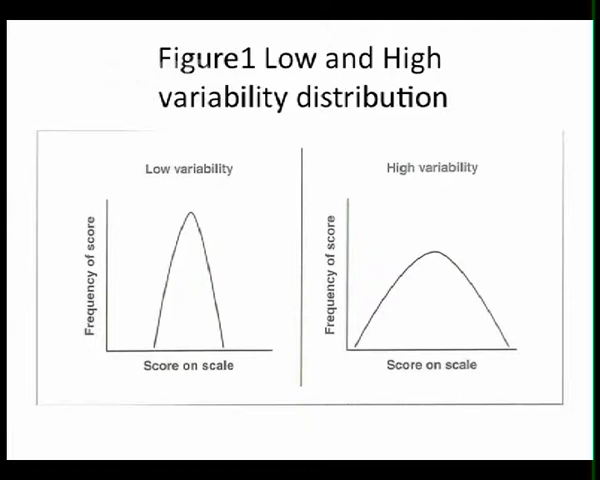 Figure1 Low and High
variability distribution
Low variability
High variability
Frequency of score
Frequency of score
Score on scale
Score on scale